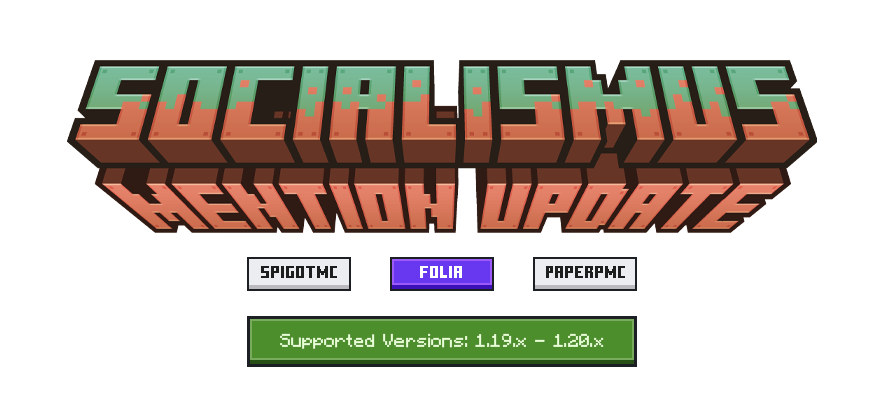 SOCIALISMUS
MENTION UPDATE
SPIGOTMC FOLIA PAPERPMC
Supported Versions: 1.19.x - 1.20.x